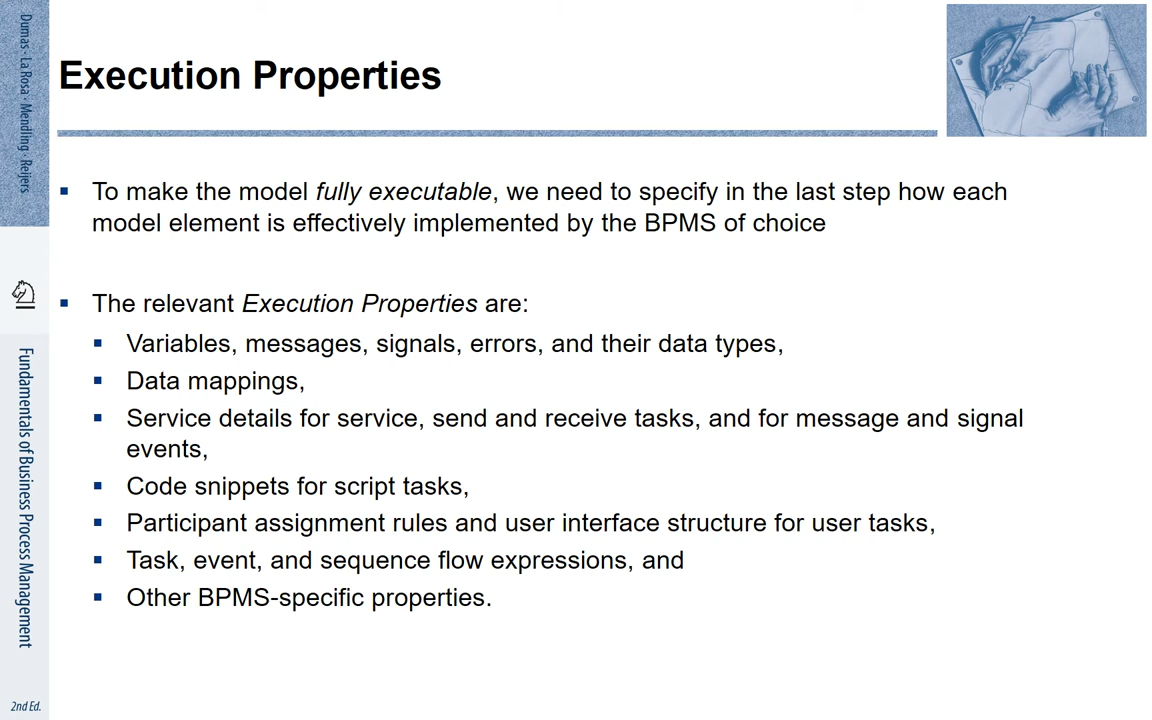 Dumas · La Rosa · Mendling · Reijers
Execution Properties
▪ To make the model fully executable, we need to specify in the last step how each
model element is effectively implemented by the BPMS of choice
▪ The relevant Execution Properties are:
▪ Variables, messages, signals, errors, and their data types,
▪ Data mappings,
▪ Service details for service, send and receive tasks, and for message and signal
events,
▪ Code snippets for script tasks,
▪ Participant assignment rules and user interface structure for user tasks,
▪ Task, event, and sequence flow expressions, and
▪ Other BPMS-specific properties.
Fundamentals of Business Process Management
2nd Ed.